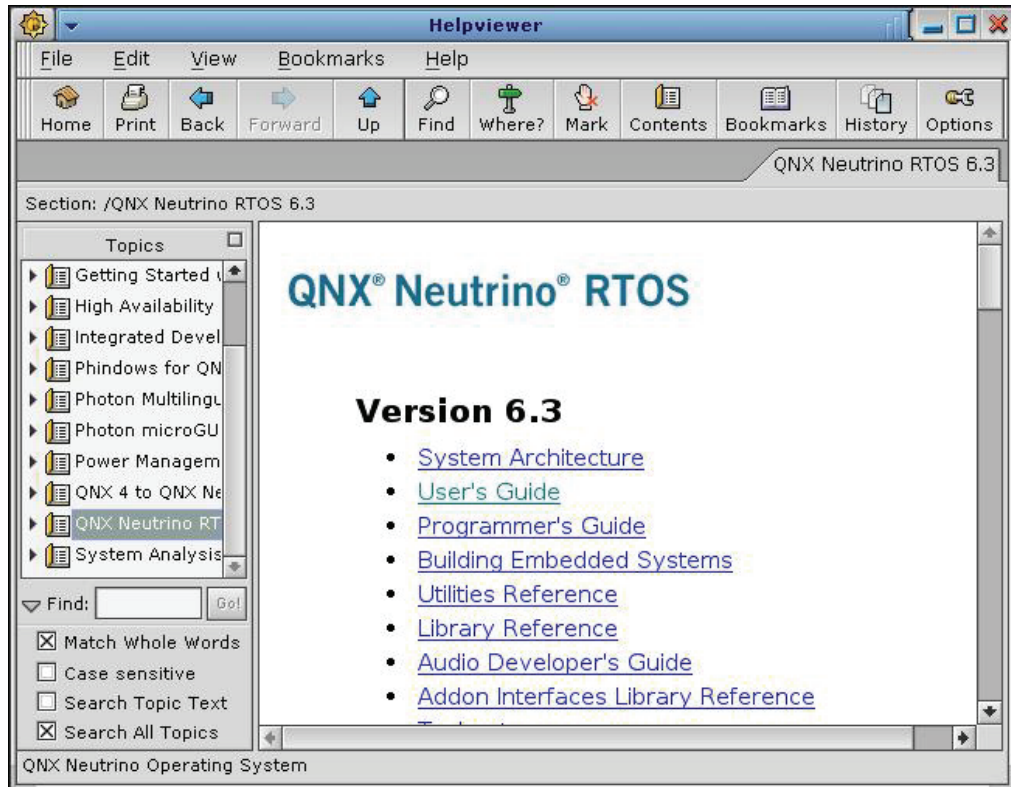 Helpviewer
File Edit View Bookmarks Help
Home Print Back Forward Up Find Where? Mark Contents Bookmarks History Options
QNX Neutrino RTOS 6.3
Section: /QNX Neutrino RTOS 6.3
Topics
Getting Started
High Availability
Integrated Devel
Phindows for QN
Photon Multilingu
Photon microGU
Power Managem
QNX 4 to QNX Ne
QNX Neutrino RT
System Analysis
Find: Go!
Match Whole Words
Case sensitive
Search Topic Text
Search All Topics
QNX® Neutrino® RTOS
Version 6.3
• System Architecture
• User's Guide
• Programmer's Guide
• Building Embedded Systems
• Utilities Reference
• Library Reference
• Audio Developer's Guide
• Addon Interfaces Library Reference
QNX Neutrino Operating System